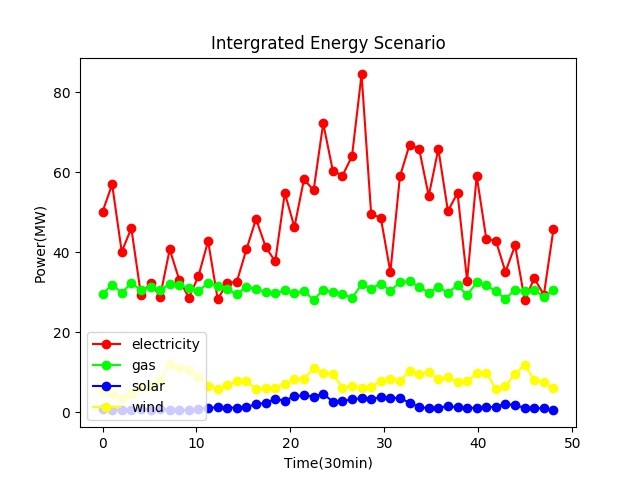 Intergrated Energy Scenario
Power(MW)
80
60
40
20
0
electricity
gas
solar
wind
0 10 20 30 40 50
Time(30min)